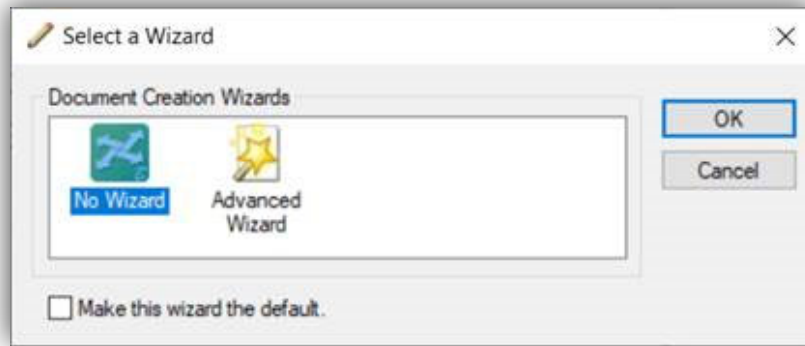 Select a Wizard
Document Creation Wizards
OK
Cancel
No Wizard
Advanced
Wizard
Make this wizard the default.